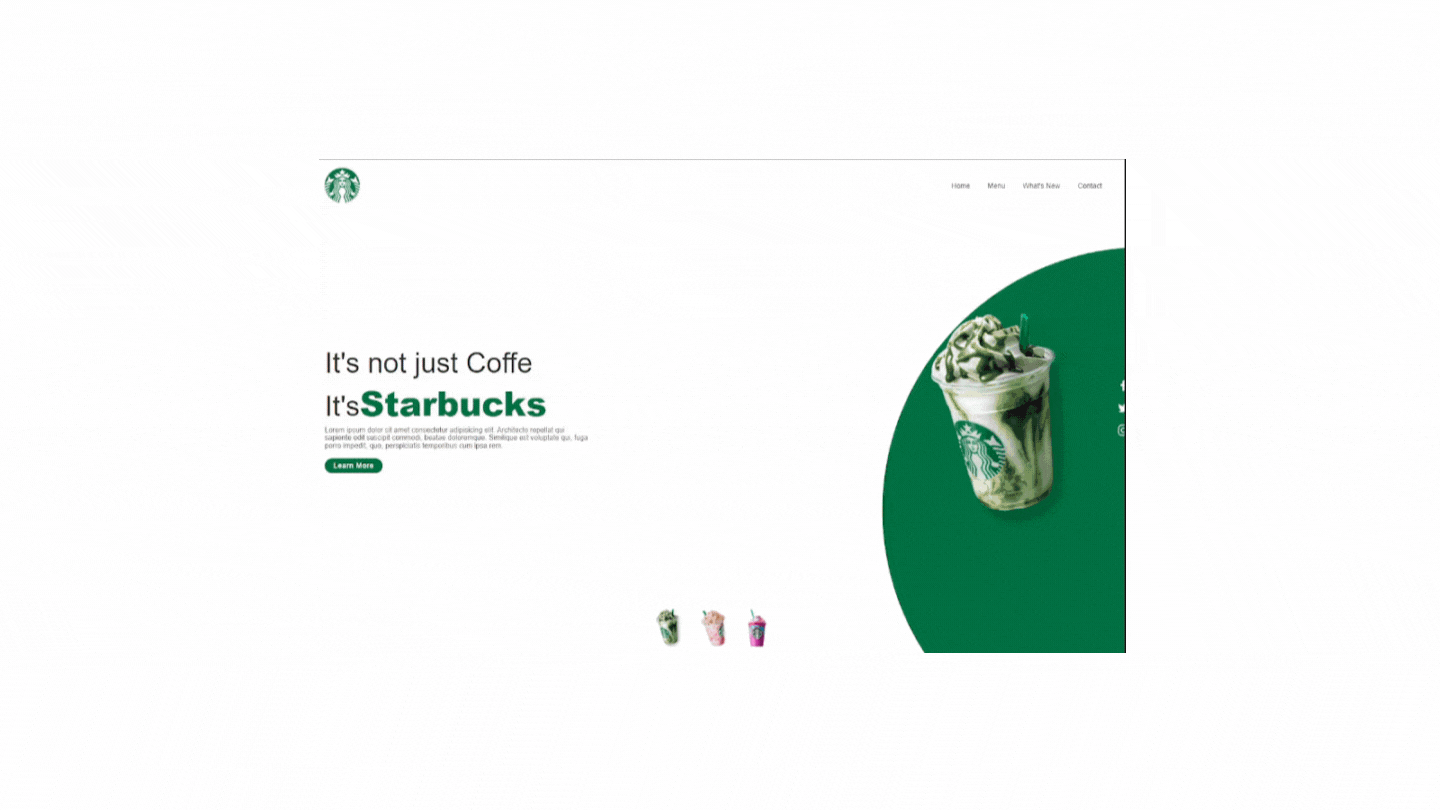 Home Menu What's New Contact
It's not just Coffe
It's Starbucks
Lorem ipsum dolor sit amet consectetur adipisicing elit. Architecto repellat qui
sapiente odit suscipit commodi, beatae doloremque. Similique est voluptate qui, fuga
porro impedit, quo, perspiciatis temporibus cum ipsa rem.
Learn More